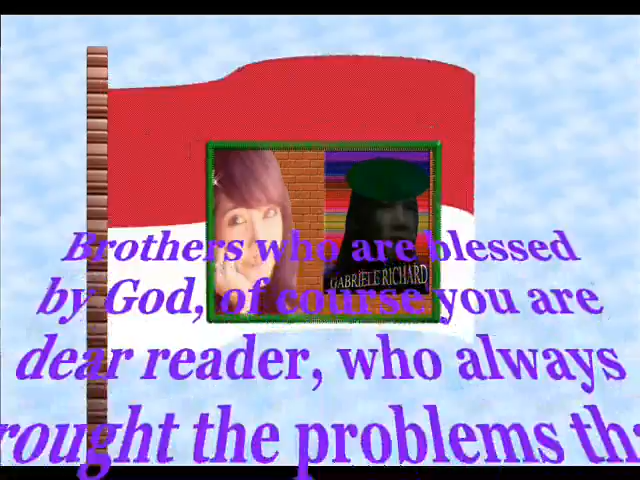 Brothers who are blessed
by God, of course you are
GABRIELE RICHARD
dear reader, who always
rought the problems tha